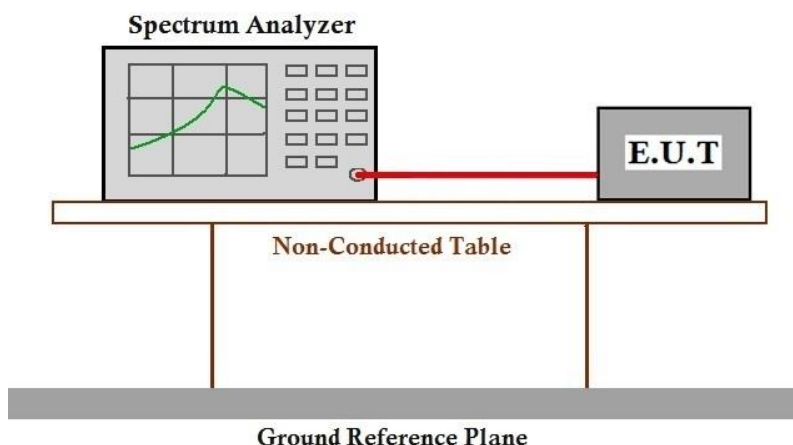 Spectrum Analyzer
E.U.T
Non-Conducted Table
Ground Reference Plane